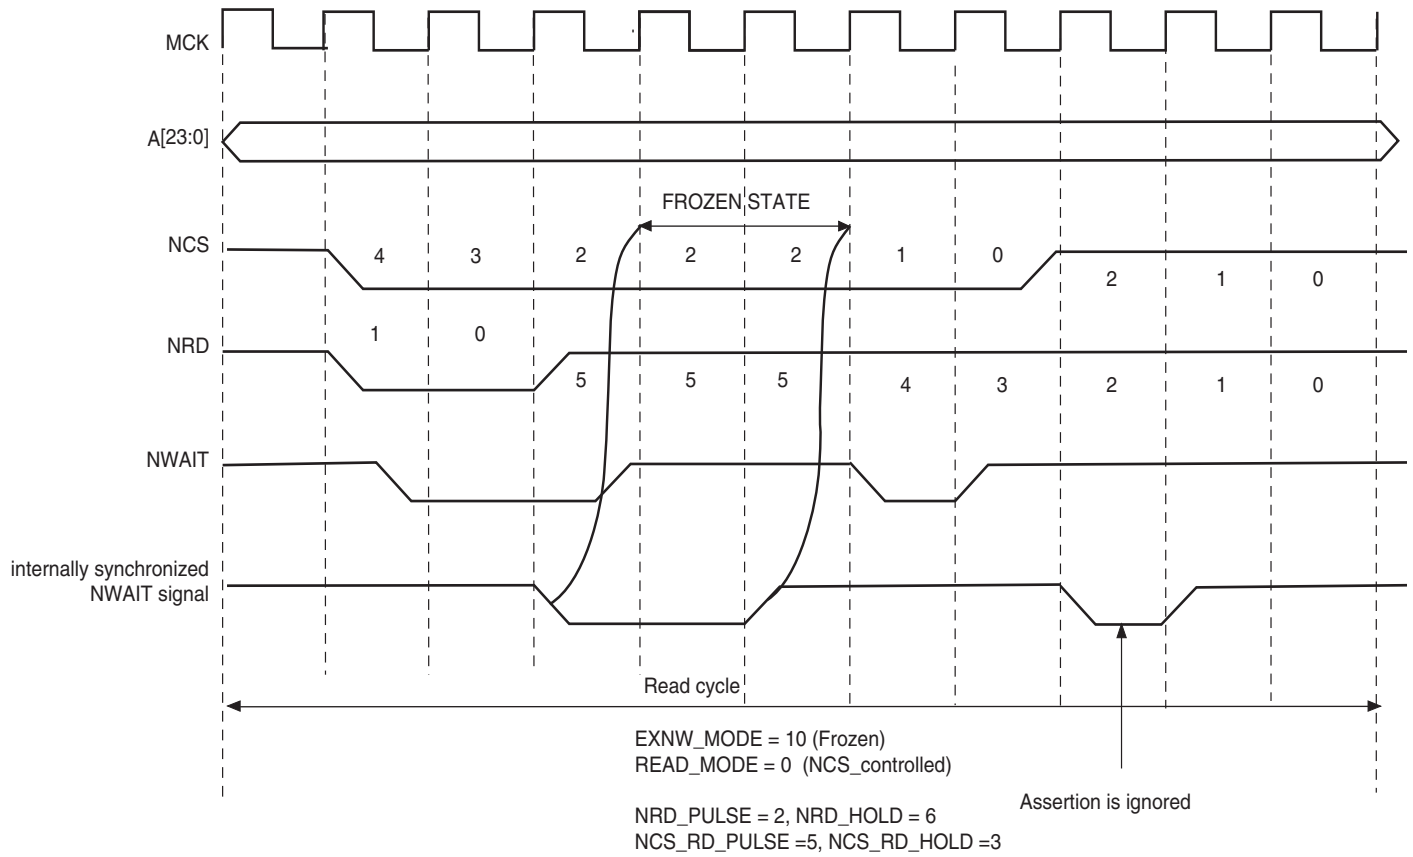 MCK
A[23:0]
FROZEN STATE
NCS
4 3 2 2 2 1 0
2 1 0
NRD
1 0
5 5 5 4 3 2 1 0
NWAIT
internally synchronized
NWAIT signal
Read cycle
EXNW_MODE = 10 (Frozen)
READ_MODE = 0 (NCS_controlled)
Assertion is ignored
NRD_PULSE = 2, NRD_HOLD = 6
NCS_RD_PULSE =5, NCS_RD_HOLD =3